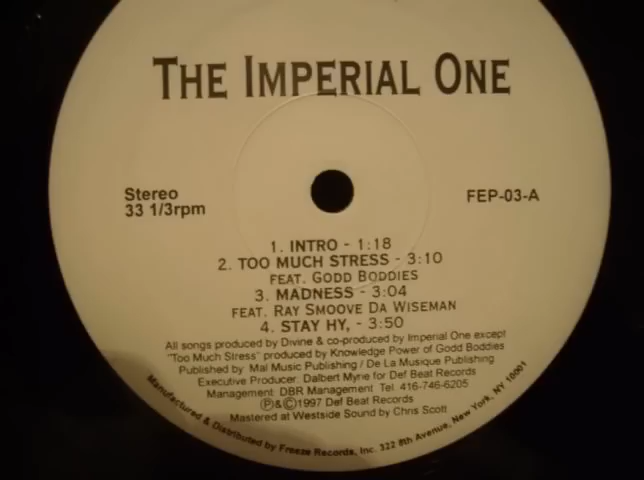 THE IMPERIAL ONE
Stereo
33 1/3rpm
FEP-03-A
1. INTRO - 1:18
2. TOO MUCH STRESS - 3:10
FEAT. GODD BODDIES
3. MADNESS - 3:04
FEAT. RAY SMOOVE DA WISEMAN
4. STAY HY, - 3:50
All songs produced by Divine & co-produced by Imperial One except
"Too Much Stress" produced by Knowledge Power of Godd Boddies
Published by Mal Music Publishing / De La Musique Publishing
Executive Producer: Dalbert Myrie for Def Beat Records
Management: DBR Management Tel. 416-746-6205
Ⓟ&©1997 Def Beat Records
Mastered at Westside Sound by Chris Scott
Manufactured & Distributed by Freeze Records, Inc. 322 8th Avenue, New York, NY 10001